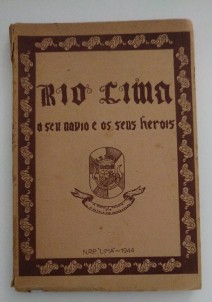 RIO LIMA
o seu navio e os seus herois
N.R.P. "LIMA" - 1944